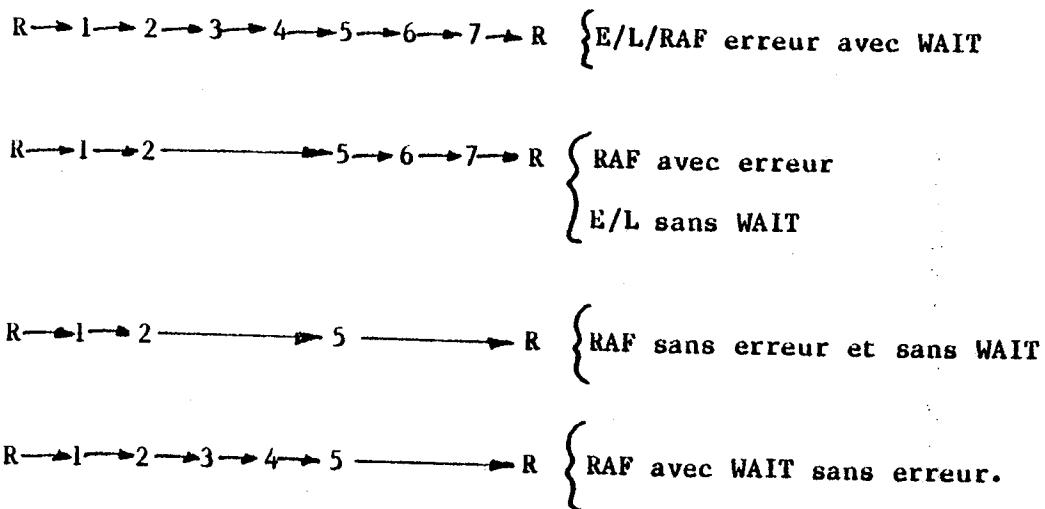 R→1→2→3→4→5→6→7→R {E/L/RAF erreur avec WAIT
R→1→2→5→6→7→R {RAF avec erreur
E/L sans WAIT
R→1→2→5→R {RAF sans erreur et sans WAIT
R→1→2→3→4→5→R {RAF avec WAIT sans erreur.